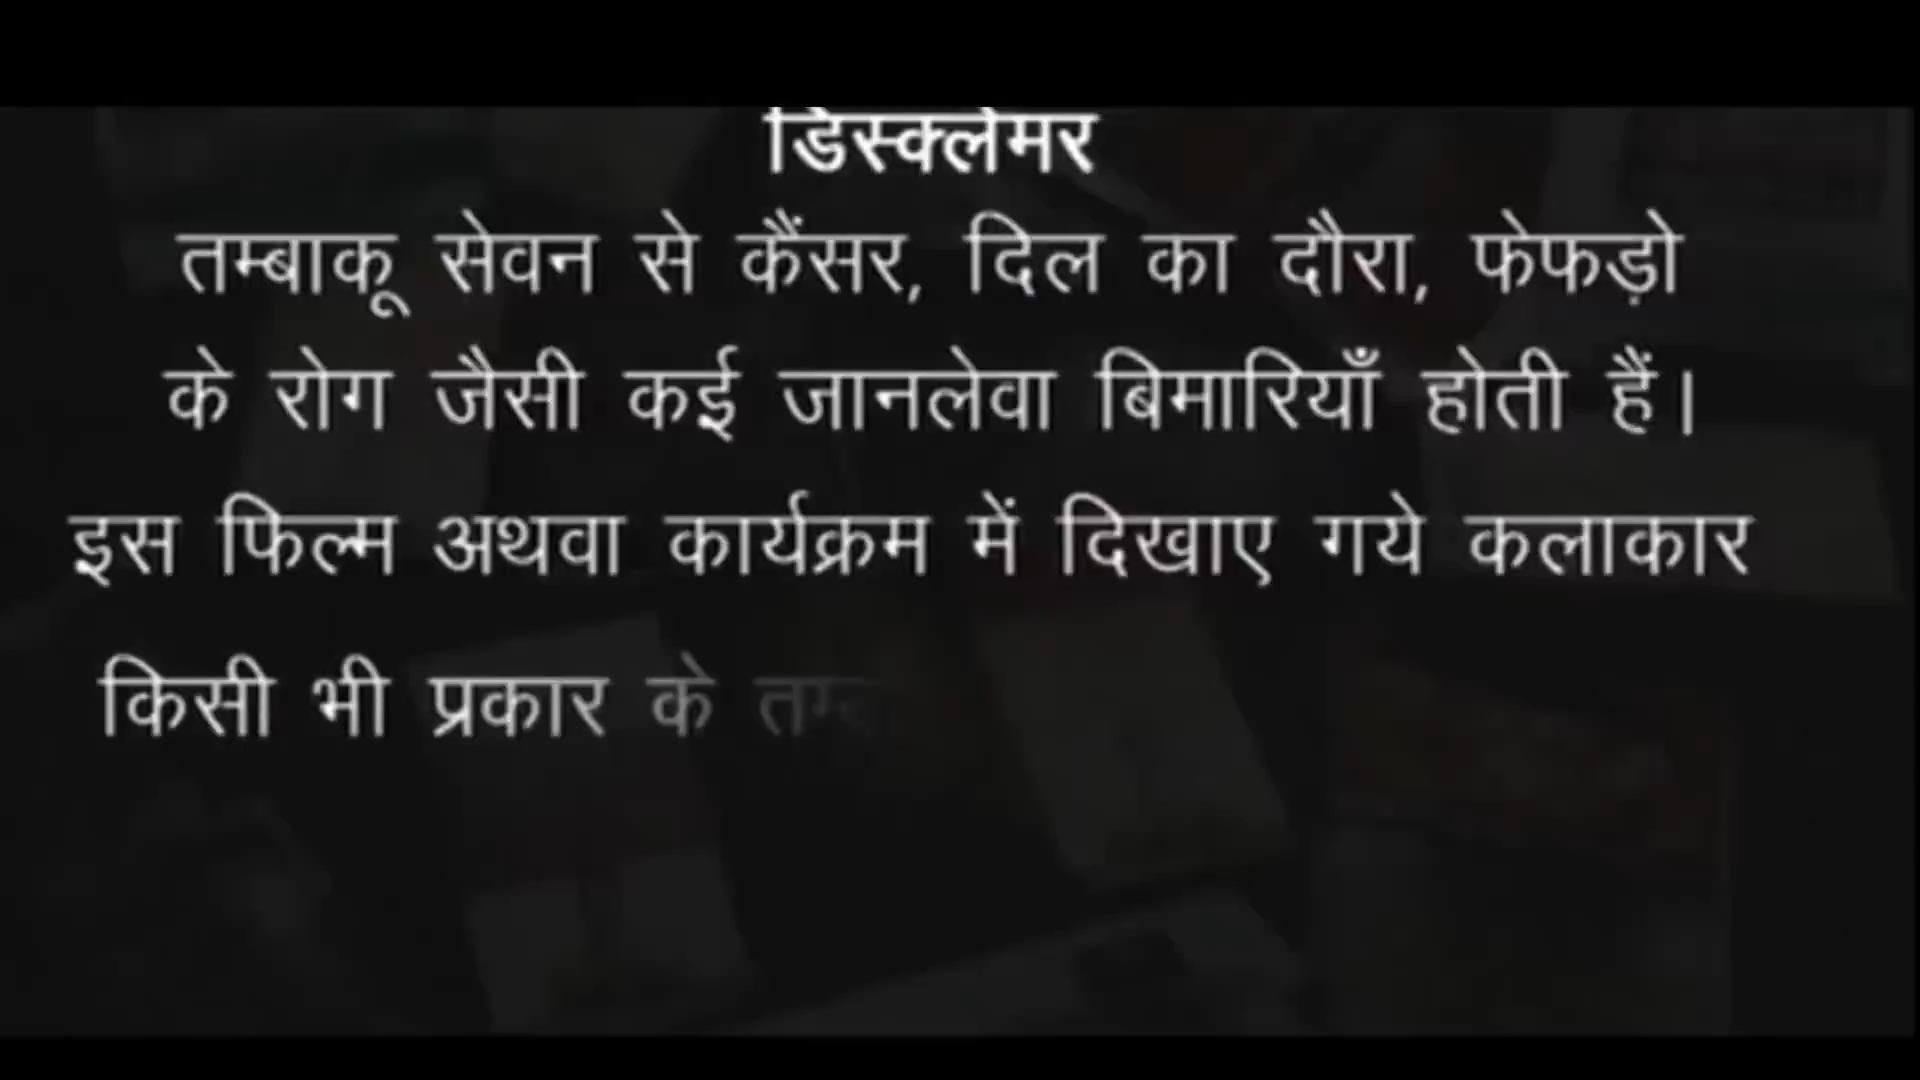 डिस्क्लेमर
तम्बाकू सेवन से कैंसर, दिल का दौरा, फेफड़ो
के रोग जैसी कई जानलेवा बिमारियाँ होती हैं।
इस फिल्म अथवा कार्यक्रम में दिखाए गये कलाकार
किसी भी प्रकार के